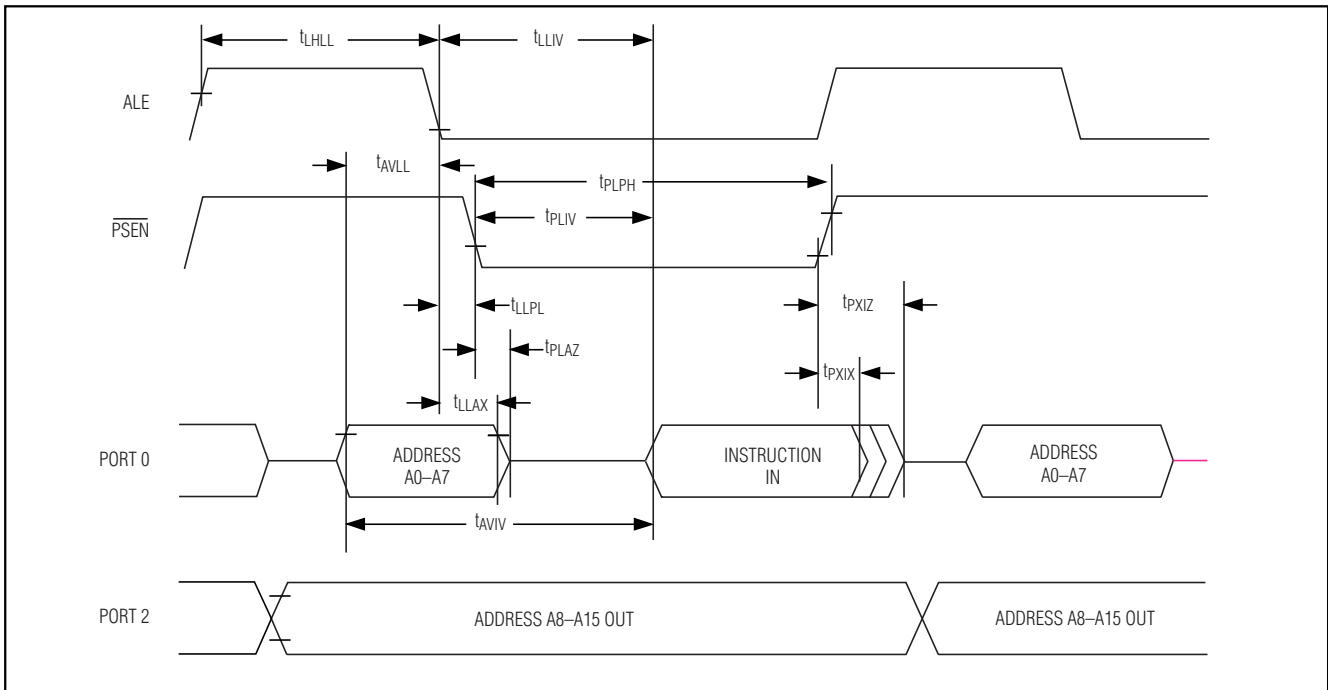 tLHLL
tLLIV
ALE
tAVLL
tPLPH
PSEN
tPLIV
tLLPL
tPXIZ
tPLAZ
tPXIX
tLLAX
PORT 0
ADDRESS
A0–A7
INSTRUCTION
IN
ADDRESS
A0–A7
tAVIV
PORT 2
ADDRESS A8–A15 OUT
ADDRESS A8–A15 OUT